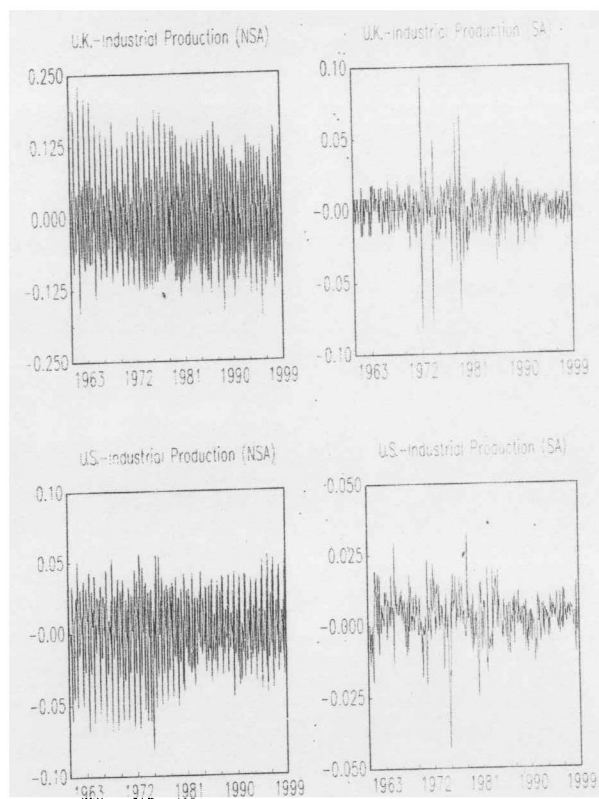 U.K.-Industrial Production (NSA)
0.250
0.125
0.000
-0.125
-0.250
1963 1972 1981 1990 1999
U.K.-Industrial Production (SA)
0.10
0.05
-0.00
-0.05
-0.10
1963 1972 1981 1990 1999
U.S.-Industrial Production (NSA)
0.10
0.05
-0.00
-0.05
-0.10
1963 1972 1981 1990 1999
U.S.-Industrial Production (SA)
-0.050
0.025
-0.000
-0.025
-0.050
1963 1972 1981 1990 1999